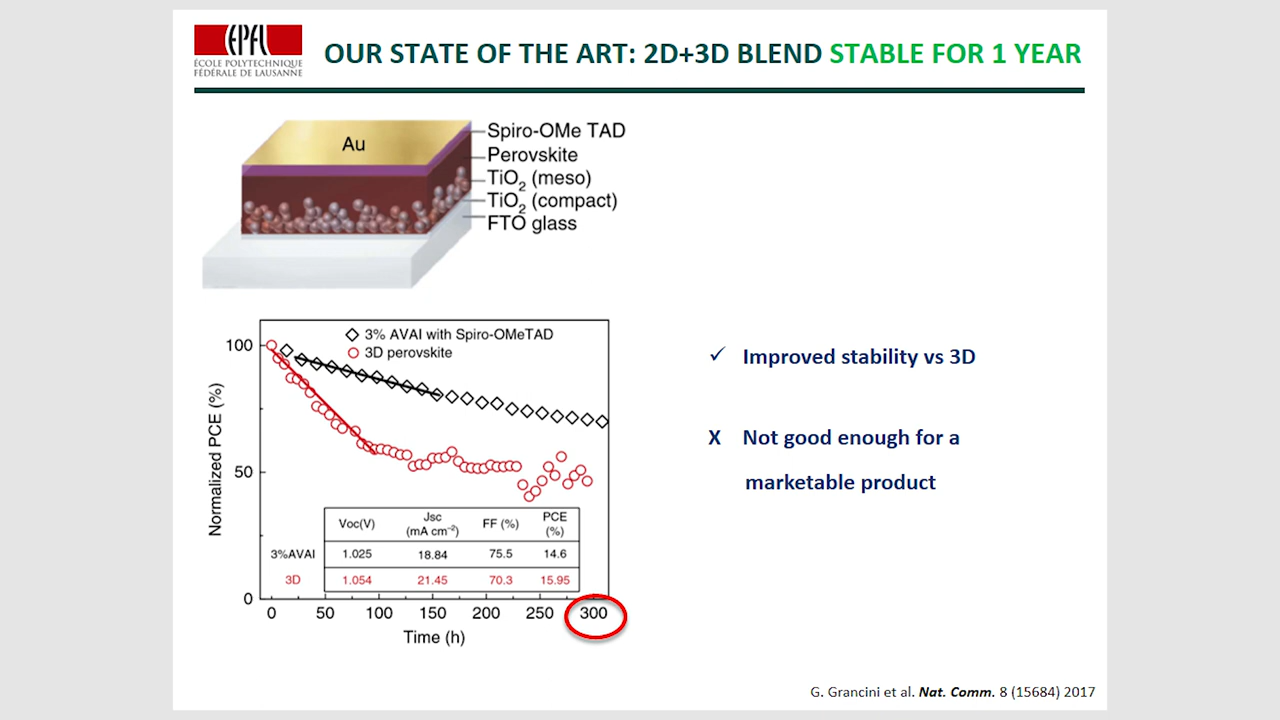 EPFL
ÉCOLE POLYTECHNIQUE
FÉDÉRALE DE LAUSANNE
OUR STATE OF THE ART: 2D+3D BLEND STABLE FOR 1 YEAR
Au
Spiro-OMe TAD
Perovskite
TiO2 (meso)
TiO2 (compact)
FTO glass
3% AVAI with Spiro-OMeTAD
3D perovskite
Normalized PCE (%)
100
50
0
Voc(V) Jsc (mA cm⁻²) FF (%) PCE (%)
3%AVAI 1.025 18.84 75.5 14.6
3D 1.054 21.45 70.3 15.95
0 50 100 150 200 250 300
Time (h)
✓ Improved stability vs 3D
X Not good enough for a
marketable product
G. Grancini et al. Nat. Comm. 8 (15684) 2017